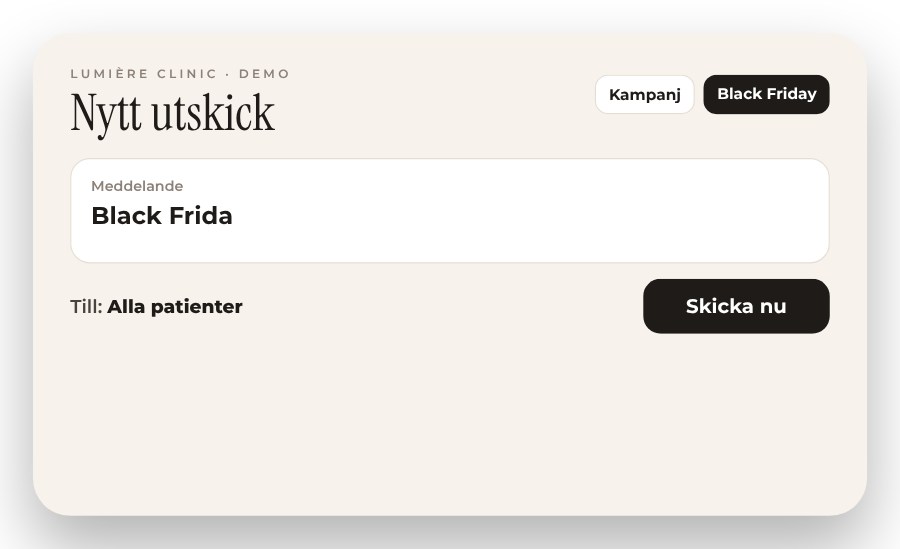 LUMIÈRE CLINIC · DEMO
Nytt utskick
Kampanj
Black Friday
Meddelande
Black Frida
Till: Alla patienter
Skicka nu